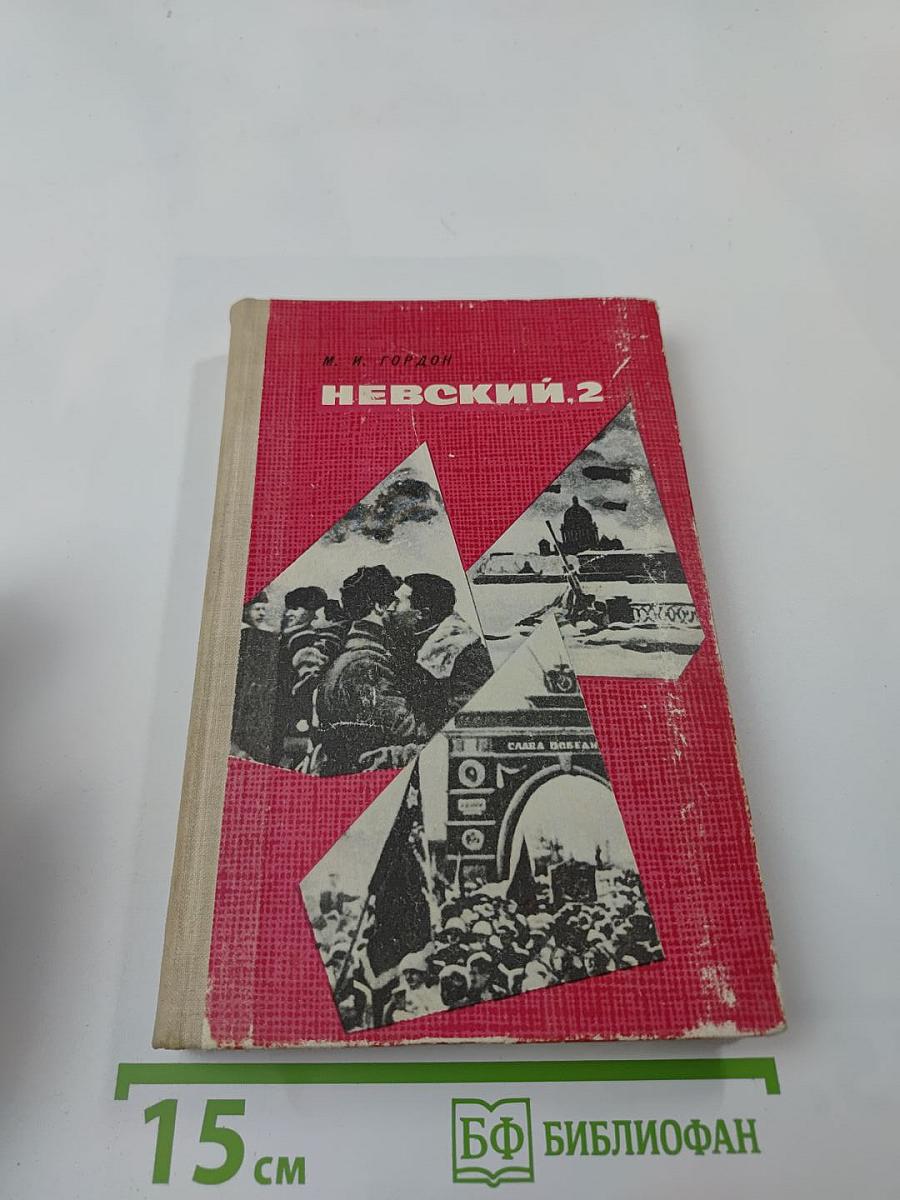 М. И. ГОРДОН
НЕВСКИЙ, 2
СЛАВА ПОБЕДИ
15 см
БФ БИБЛИОФАН